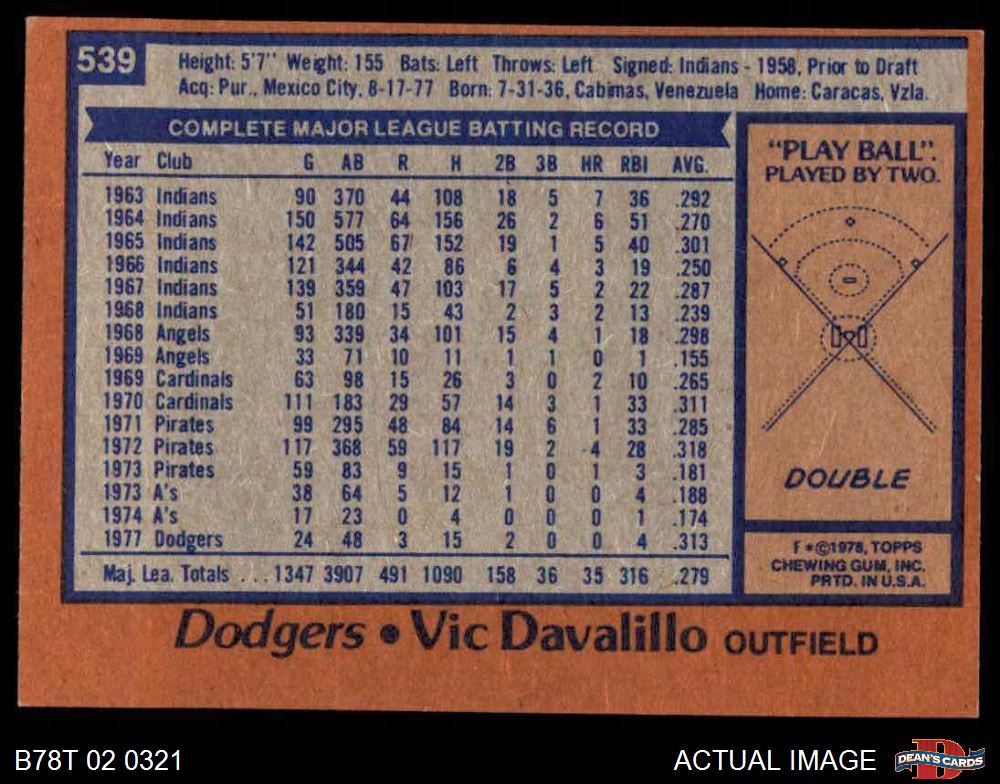 539
Height: 5'7" Weight: 155 Bats: Left Throws: Left Signed: Indians - 1958, Prior to Draft
Acq: Pur., Mexico City, 8-17-77 Born: 7-31-36, Cabimas, Venezuela Home: Caracas, Vzla.
COMPLETE MAJOR LEAGUE BATTING RECORD
Year Club G AB R H 2B 3B HR RBI AVG.
1963 Indians 90 370 44 108 18 5 7 36 .292
1964 Indians 150 577 64 156 26 2 6 51 .270
1965 Indians 142 505 67 152 19 1 5 40 .301
1966 Indians 121 344 42 86 6 4 3 19 .250
1967 Indians 139 359 47 103 17 5 2 22 .287
1968 Indians 51 180 15 43 2 3 2 13 .239
1968 Angels 93 339 34 101 15 4 1 18 .298
1969 Angels 33 71 10 11 1 1 0 1 .155
1969 Cardinals 63 98 15 26 3 0 2 10 .265
1970 Cardinals 111 183 29 57 14 3 1 33 .311
1971 Pirates 99 295 48 84 14 6 1 33 .285
1972 Pirates 117 368 59 117 19 2 4 28 .318
1973 Pirates 59 83 9 15 1 0 1 3 .181
1973 A's 38 64 5 12 1 0 0 4 .188
1974 A's 17 23 0 4 0 0 0 1 .174
1977 Dodgers 24 48 3 15 2 0 0 4 .313
Maj. Lea. Totals ... 1347 3907 491 1090 158 36 35 316 .279
"PLAY BALL".
PLAYED BY TWO.
DOUBLE
F * ©1978, TOPPS
CHEWING GUM, INC.
PRTD. IN U.S.A.
Dodgers • Vic Davalillo OUTFIELD
B78T 02 0321
ACTUAL IMAGE
D
DEAN'S CARDS